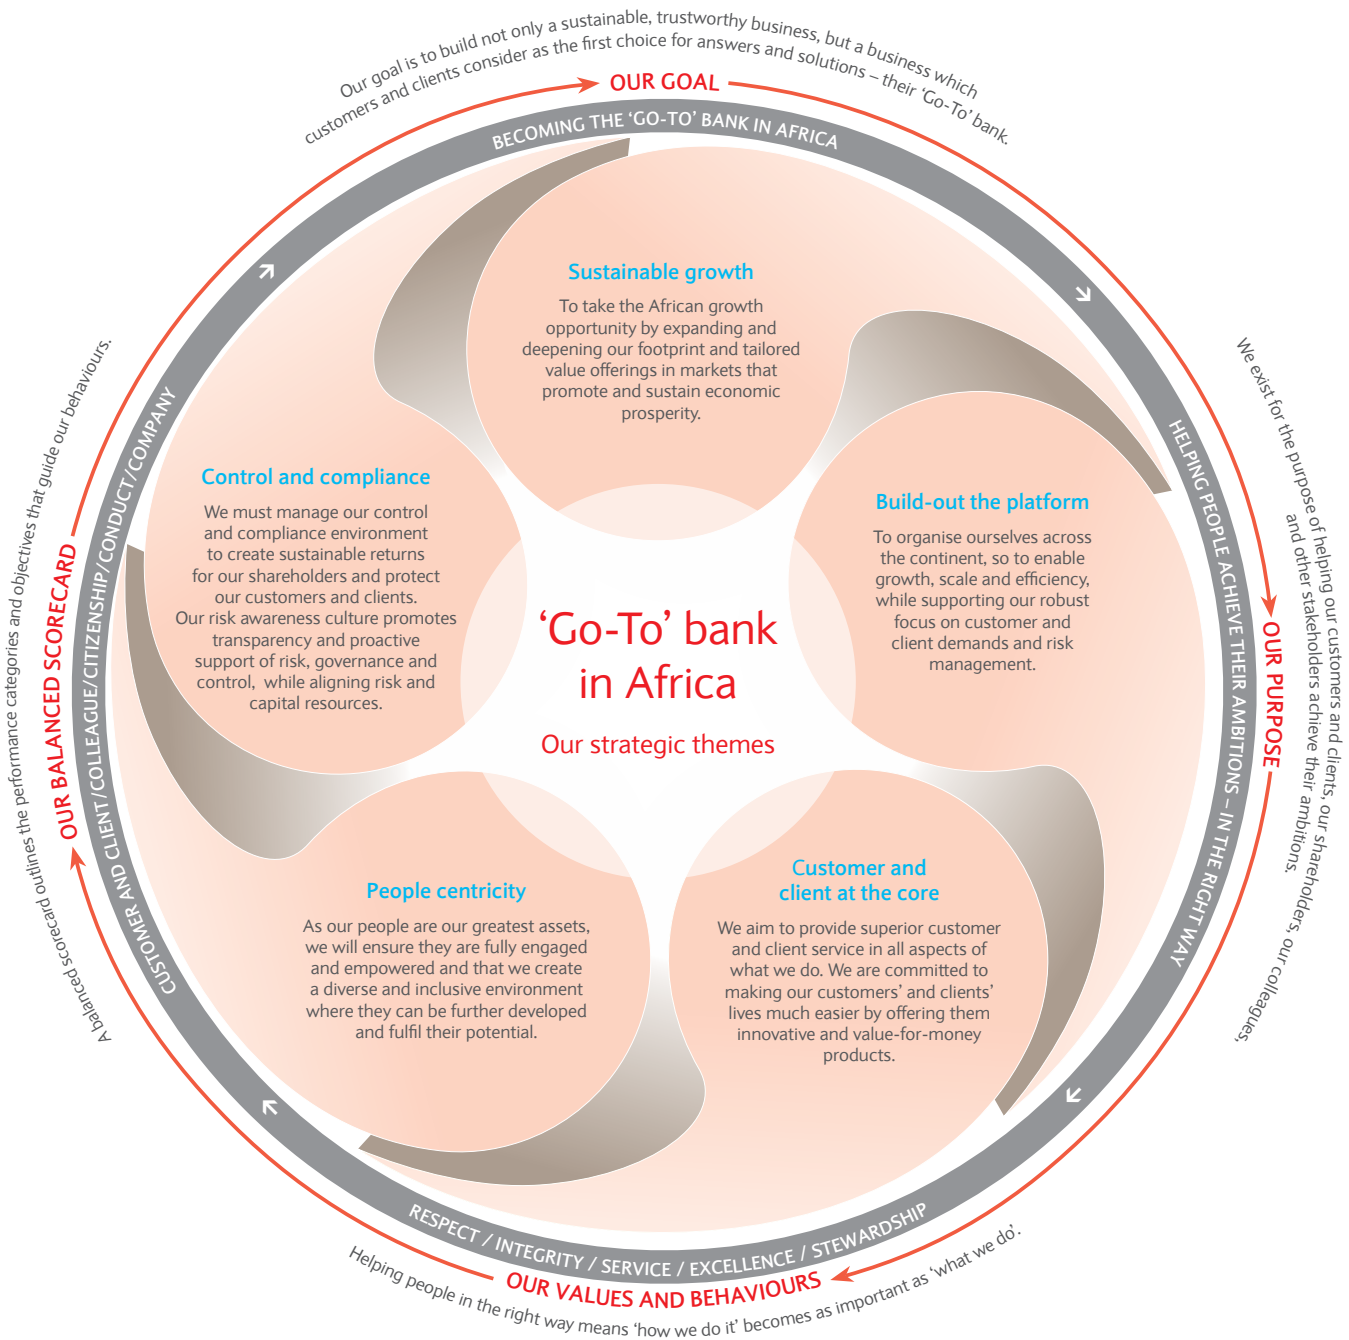 Our goal is to build not only a sustainable, trustworthy business, but a business which
customers and clients consider as the first choice for answers and solutions – their ‘Go-To’ bank.
OUR GOAL
BECOMING THE ‘GO-TO’ BANK IN AFRICA
We exist for the purpose of helping our customers and clients, our shareholders, our colleagues,
and other stakeholders achieve their ambitions.
OUR PURPOSE
HELPING PEOPLE ACHIEVE THEIR AMBITIONS – IN THE RIGHT WAY
RESPECT / INTEGRITY / SERVICE / EXCELLENCE / STEWARDSHIP
OUR VALUES AND BEHAVIOURS
Helping people in the right way means ‘how we do it’ becomes as important as ‘what we do’.
A balanced scorecard outlines the performance categories and objectives that guide our behaviours.
OUR BALANCED SCORECARD
CUSTOMER AND CLIENT/COLLEAGUE/CITIZENSHIP/CONDUCT/COMPANY
Sustainable growth
To take the African growth
opportunity by expanding and
deepening our footprint and tailored
value offerings in markets that
promote and sustain economic
prosperity.
Build-out the platform
To organise ourselves across
the continent, so to enable
growth, scale and efficiency,
while supporting our robust
focus on customer and
client demands and risk
management.
Customer and
client at the core
We aim to provide superior customer
and client service in all aspects of
what we do. We are committed to
making our customers’ and clients’
lives much easier by offering them
innovative and value-for-money
products.
People centricity
As our people are our greatest assets,
we will ensure they are fully engaged
and empowered and that we create
a diverse and inclusive environment
where they can be further developed
and fulfil their potential.
Control and compliance
We must manage our control
and compliance environment
to create sustainable returns
for our shareholders and protect
our customers and clients.
Our risk awareness culture promotes
transparency and proactive
support of risk, governance and
control, while aligning risk and
capital resources.
‘Go-To’ bank
in Africa
Our strategic themes